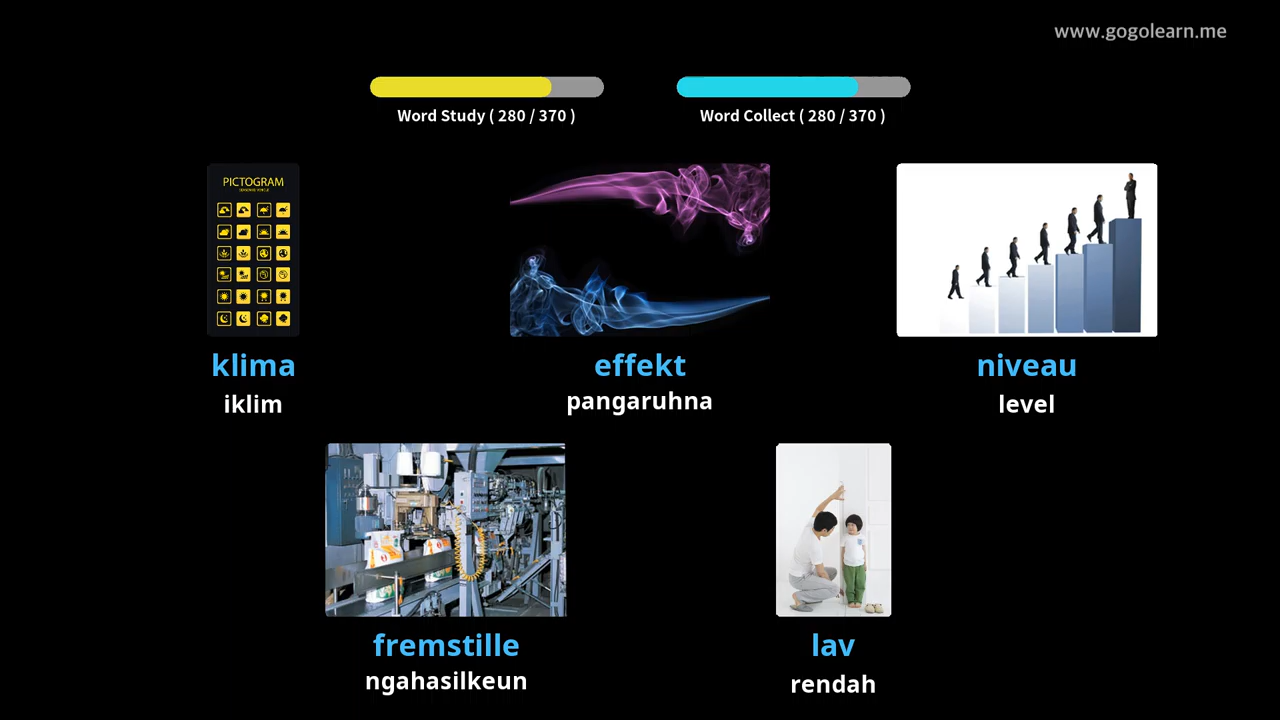 www.gogolearn.me
Word Study ( 280 / 370 )
Word Collect ( 280 / 370 )
PICTOGRAM
klima
iklim
effekt
pangaruhna
niveau
level
fremstille
ngahasilkeun
lav
rendah